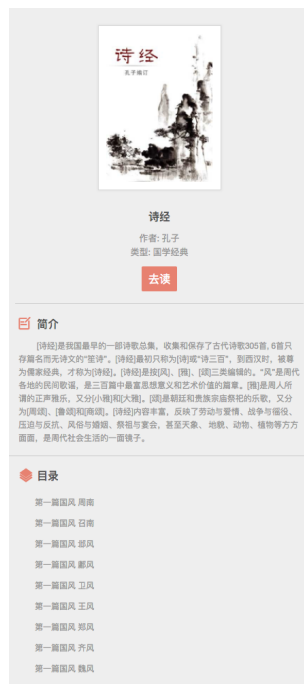 诗经
孔子编订
诗经
作者: 孔子
类型: 国学经典
去读
简介
[诗经]是我国最早的一部诗歌总集，收集和保存了古代诗歌305首, 6首只
存篇名而无诗文的"笙诗"。[诗经]最初只称为[诗]或"诗三百"，到西汉时，被尊
为儒家经典，才称为[诗经]。[诗经]是按[风]、[雅]、[颂]三类编辑的。"风"是周代
各地的民间歌谣，是三百篇中最富思想意义和艺术价值的篇章。[雅]是周人所
谓的正声雅乐，又分[小雅]和[大雅]。[颂]是朝廷和贵族宗庙祭祀的乐歌，又分
为[周颂]、[鲁颂]和[商颂]。[诗经]内容丰富，反映了劳动与爱情、战争与徭役、
压迫与反抗、风俗与婚姻、祭祖与宴会，甚至天象、 地貌、动物、植物等方方
面面，是周代社会生活的一面镜子。
目录
第一篇国风 周南
第一篇国风 召南
第一篇国风 邶风
第一篇国风 鄘风
第一篇国风 卫风
第一篇国风 王风
第一篇国风 郑风
第一篇国风 齐风
第一篇国风 魏风